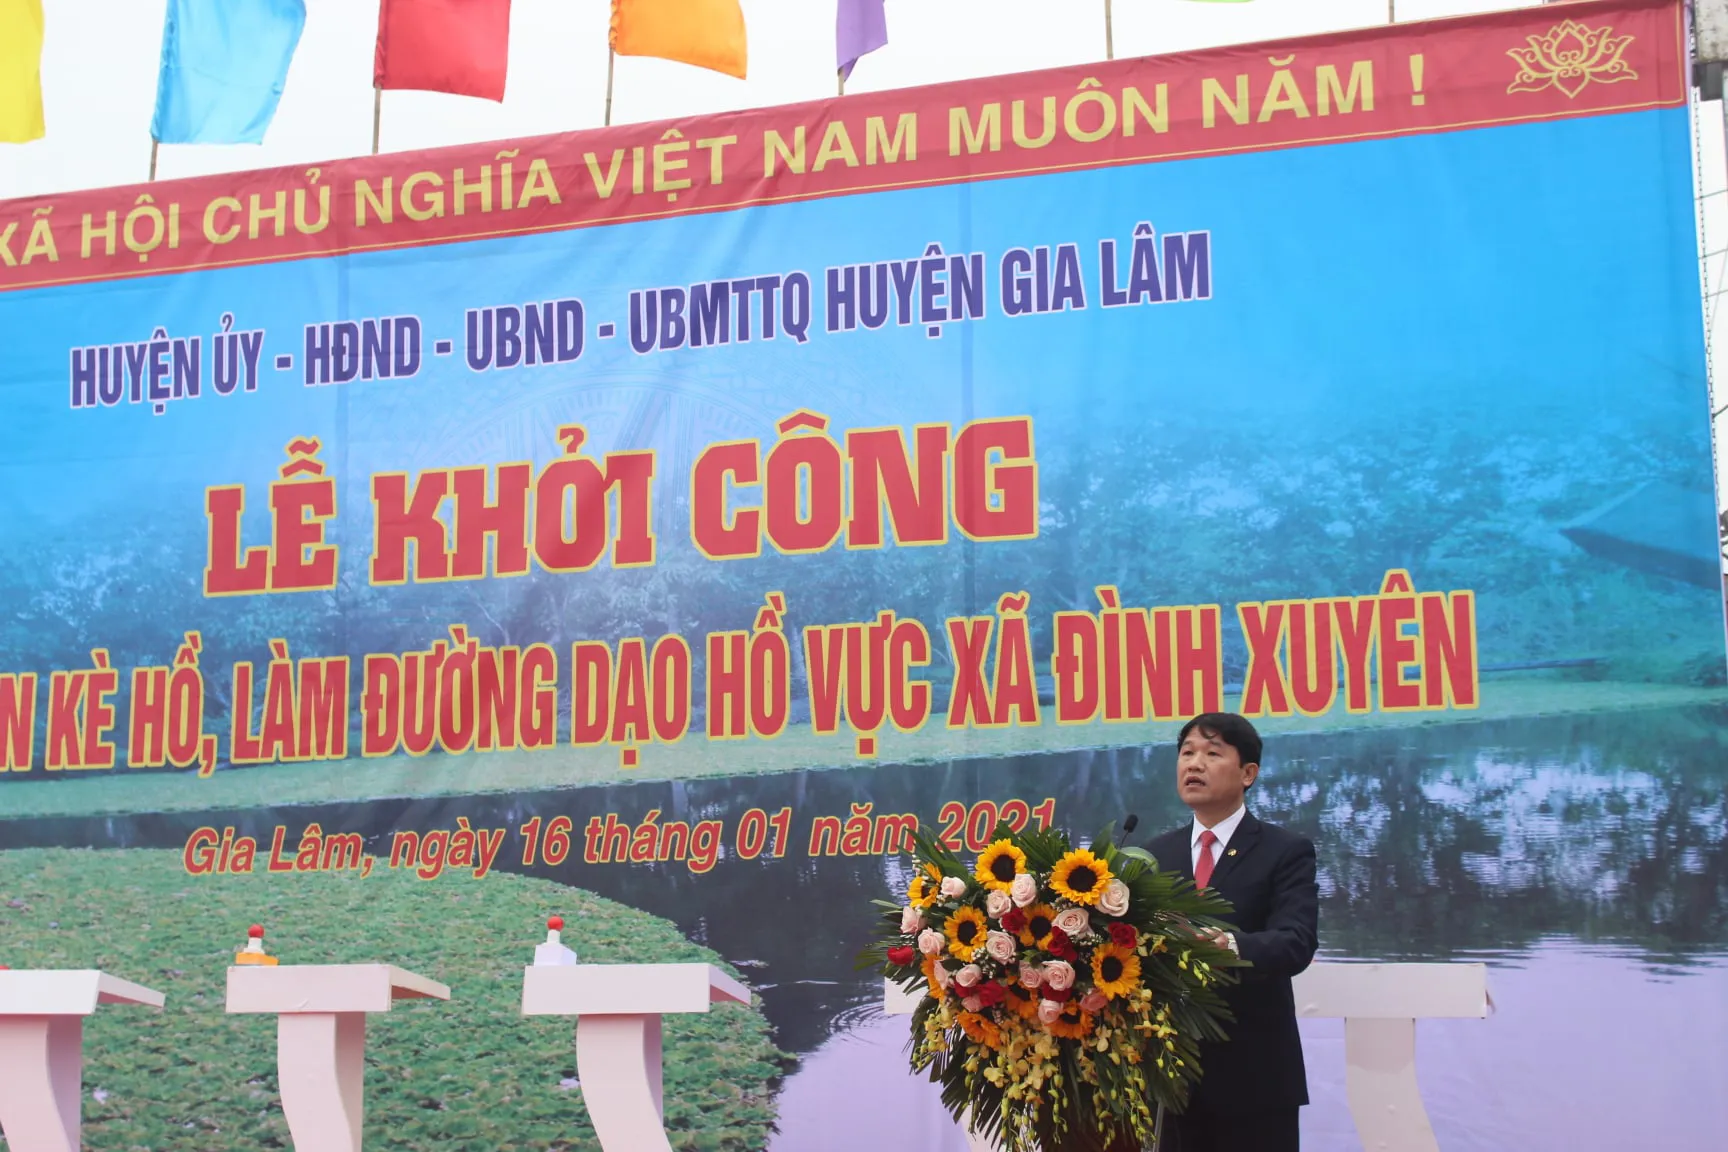 XÃ HỘI CHỦ NGHĨA VIỆT NAM MUÔN NĂM !
HUYỆN ỦY - HĐND - UBND - UBMTTQ HUYỆN GIA LÂM
LỄ KHỞI CÔNG
KÈ HỒ, LÀM ĐƯỜNG DẠO HỒ VỰC XÃ ĐÌNH XUYÊN
Gia Lâm, ngày 16 tháng 01 năm 2021